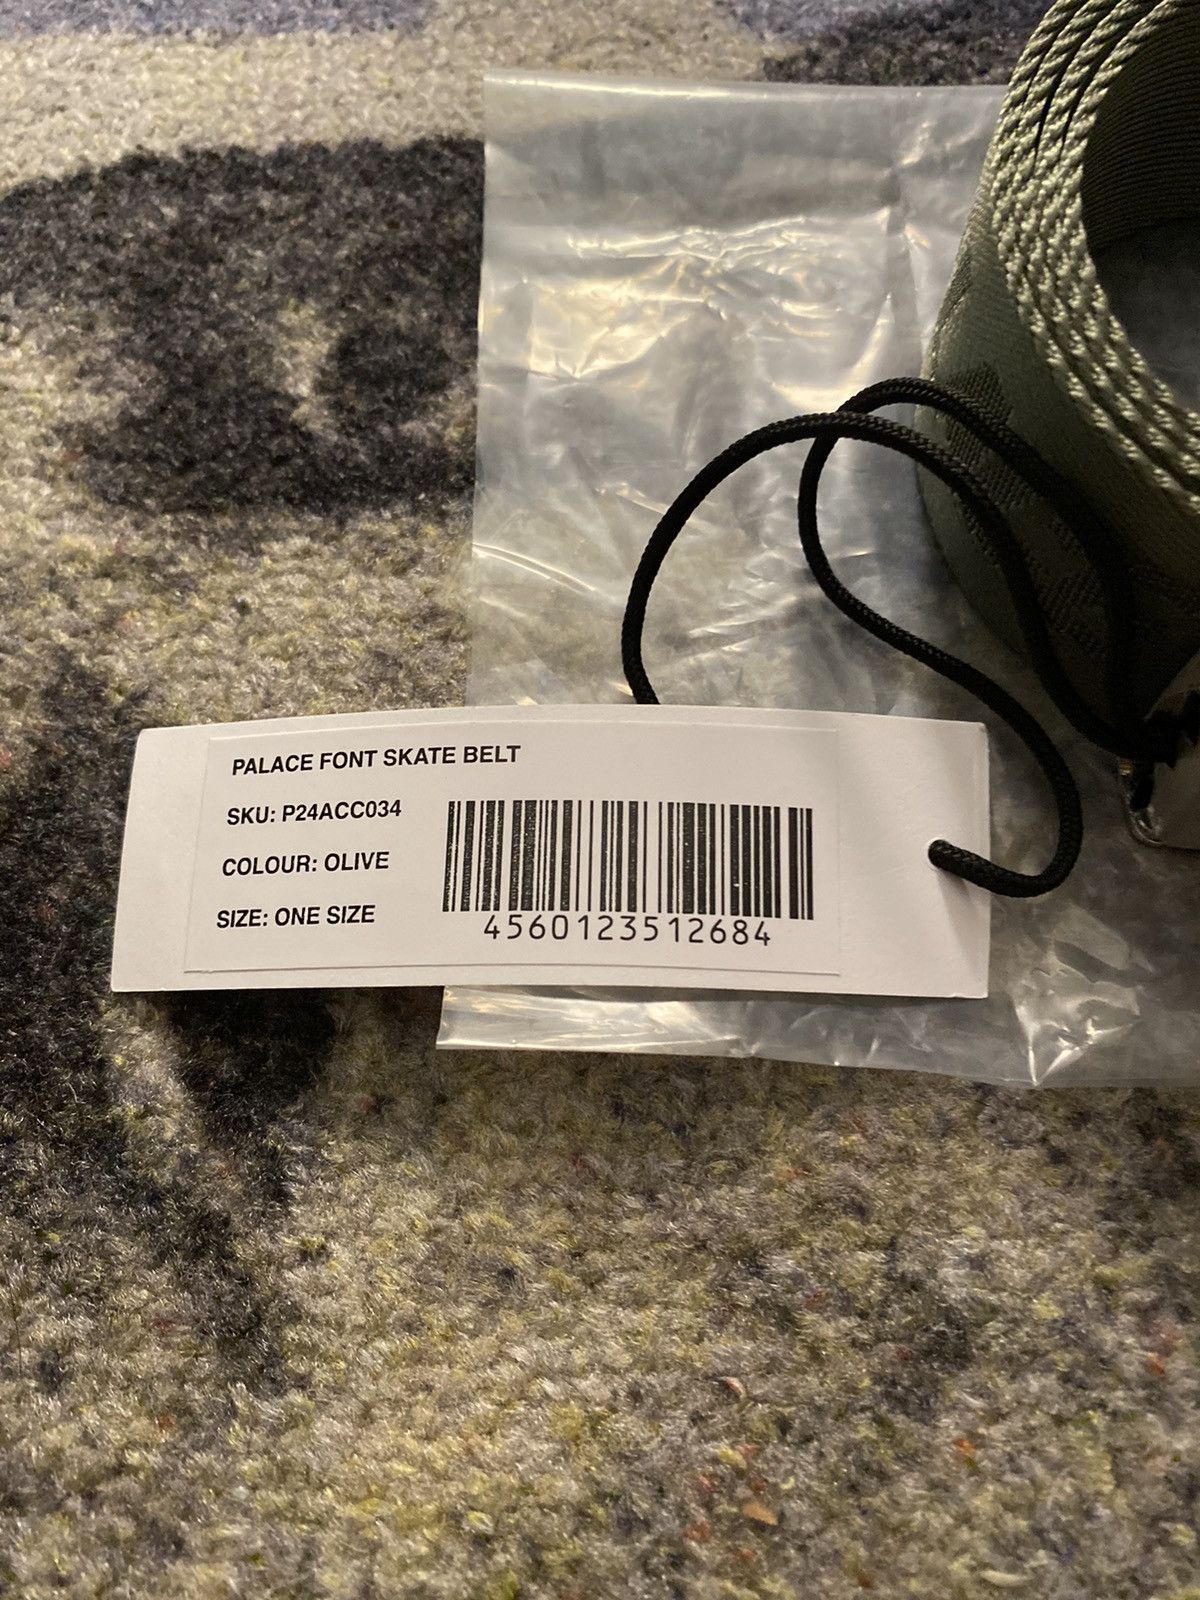 PALACE FONT SKATE BELT
SKU: P24ACC034
COLOUR: OLIVE
SIZE: ONE SIZE
4560123512684